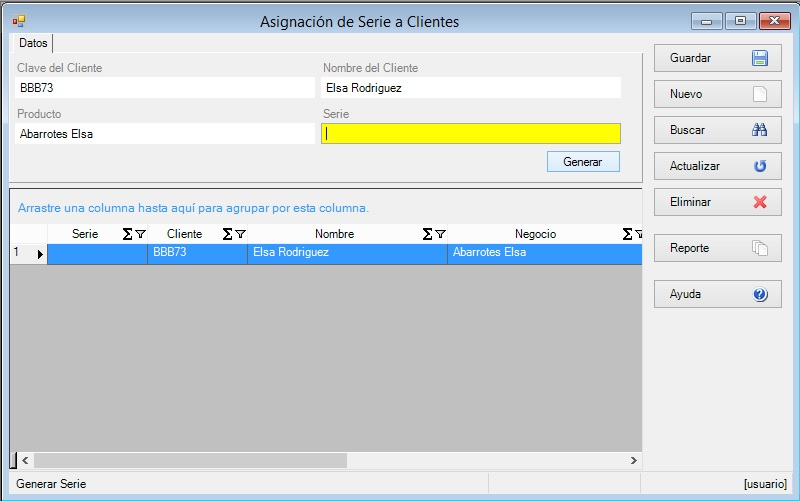 Asignación de Serie a Clientes
Datos
Clave del Cliente
Nombre del Cliente
BBB73
Elsa Rodriguez
Producto
Serie
Abarrotes Elsa
Generar
Guardar
Nuevo
Buscar
Actualizar
Eliminar
Reporte
Ayuda
Arrastre una columna hasta aquí para agrupar por esta columna.
Serie Cliente Nombre Negocio
1 BBB73 Elsa Rodriguez Abarrotes Elsa
Generar Serie
[usuario]